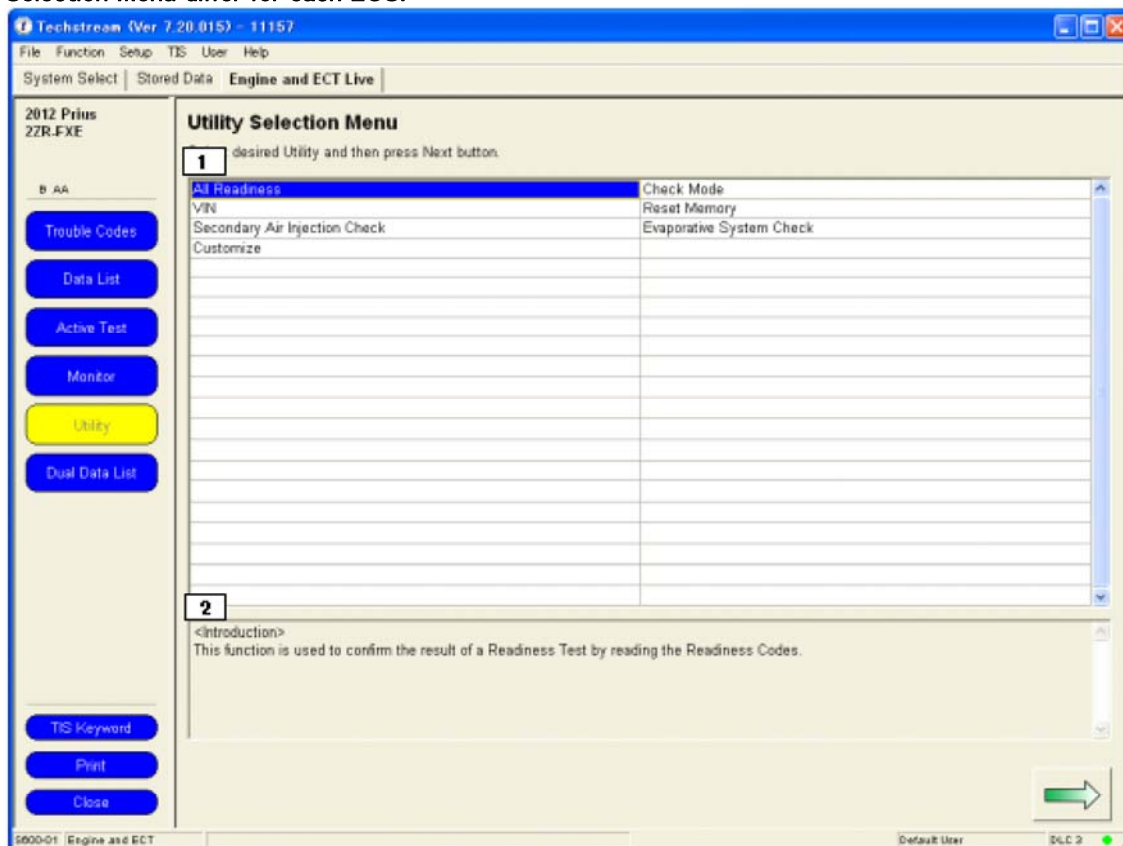 Selection Menu differ for each ECU.
Techstream (Ver 7.20.015) - 11157
File Function Setup TIS User Help
System Select Stored Data Engine and ECT Live
2012 Prius
2ZR-FXE
B AA
Trouble Codes
Data List
Active Test
Monitor
Utility
Dual Data List
TIS Keyword
Print
Close
Utility Selection Menu
desired Utility and then press Next button.
1
All Readiness Check Mode
VIN Reset Memory
Secondary Air Injection Check Evaporative System Check
Customize
2
<Introduction>
This function is used to confirm the result of a Readiness Test by reading the Readiness Codes.
S600-01 Engine and ECT Default User DLC 3